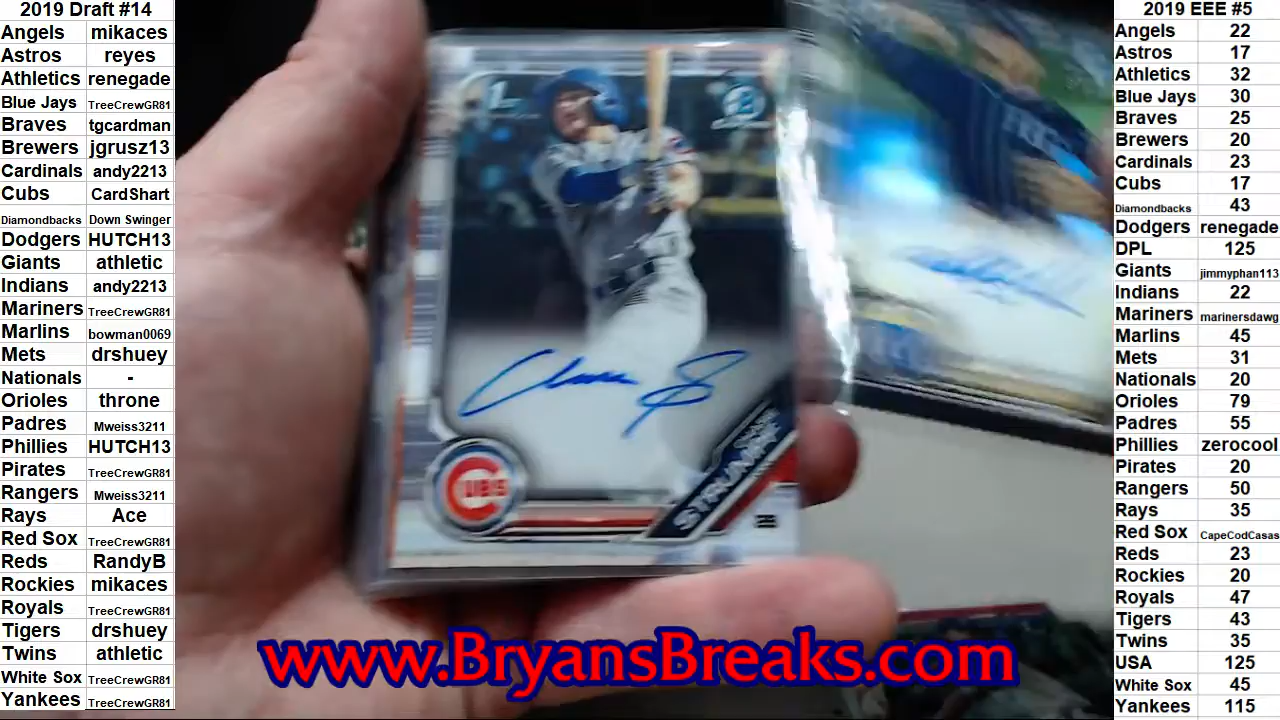 2019 Draft #14
Angels mikaces
Astros reyes
Athletics renegade
Blue Jays TreeCrewGR81
Braves tgcardman
Brewers jgrusz13
Cardinals andy2213
Cubs CardShart
Diamondbacks Down Swinger
Dodgers HUTCH13
Giants athletic
Indians andy2213
Mariners TreeCrewGR81
Marlins bowman0069
Mets drshuey
Nationals -
Orioles throne
Padres Mweiss3211
Phillies HUTCH13
Pirates TreeCrewGR81
Rangers Mweiss3211
Rays Ace
Red Sox TreeCrewGR81
Reds RandyB
Rockies mikaces
Royals TreeCrewGR81
Tigers drshuey
Twins athletic
White Sox TreeCrewGR81
Yankees TreeCrewGR81
1
CUBS
STRUMPF
www.BryansBreaks.com
2019 EEE #5
Angels 22
Astros 17
Athletics 32
Blue Jays 30
Braves 25
Brewers 20
Cardinals 23
Cubs 17
Diamondbacks 43
Dodgers renegade
DPL 125
Giants jimmyphan113
Indians 22
Mariners marinersdawg
Marlins 45
Mets 31
Nationals 20
Orioles 79
Padres 55
Phillies zerocool
Pirates 20
Rangers 50
Rays 35
Red Sox CapeCodCasas
Reds 23
Rockies 20
Royals 47
Tigers 43
Twins 35
USA 125
White Sox 45
Yankees 115